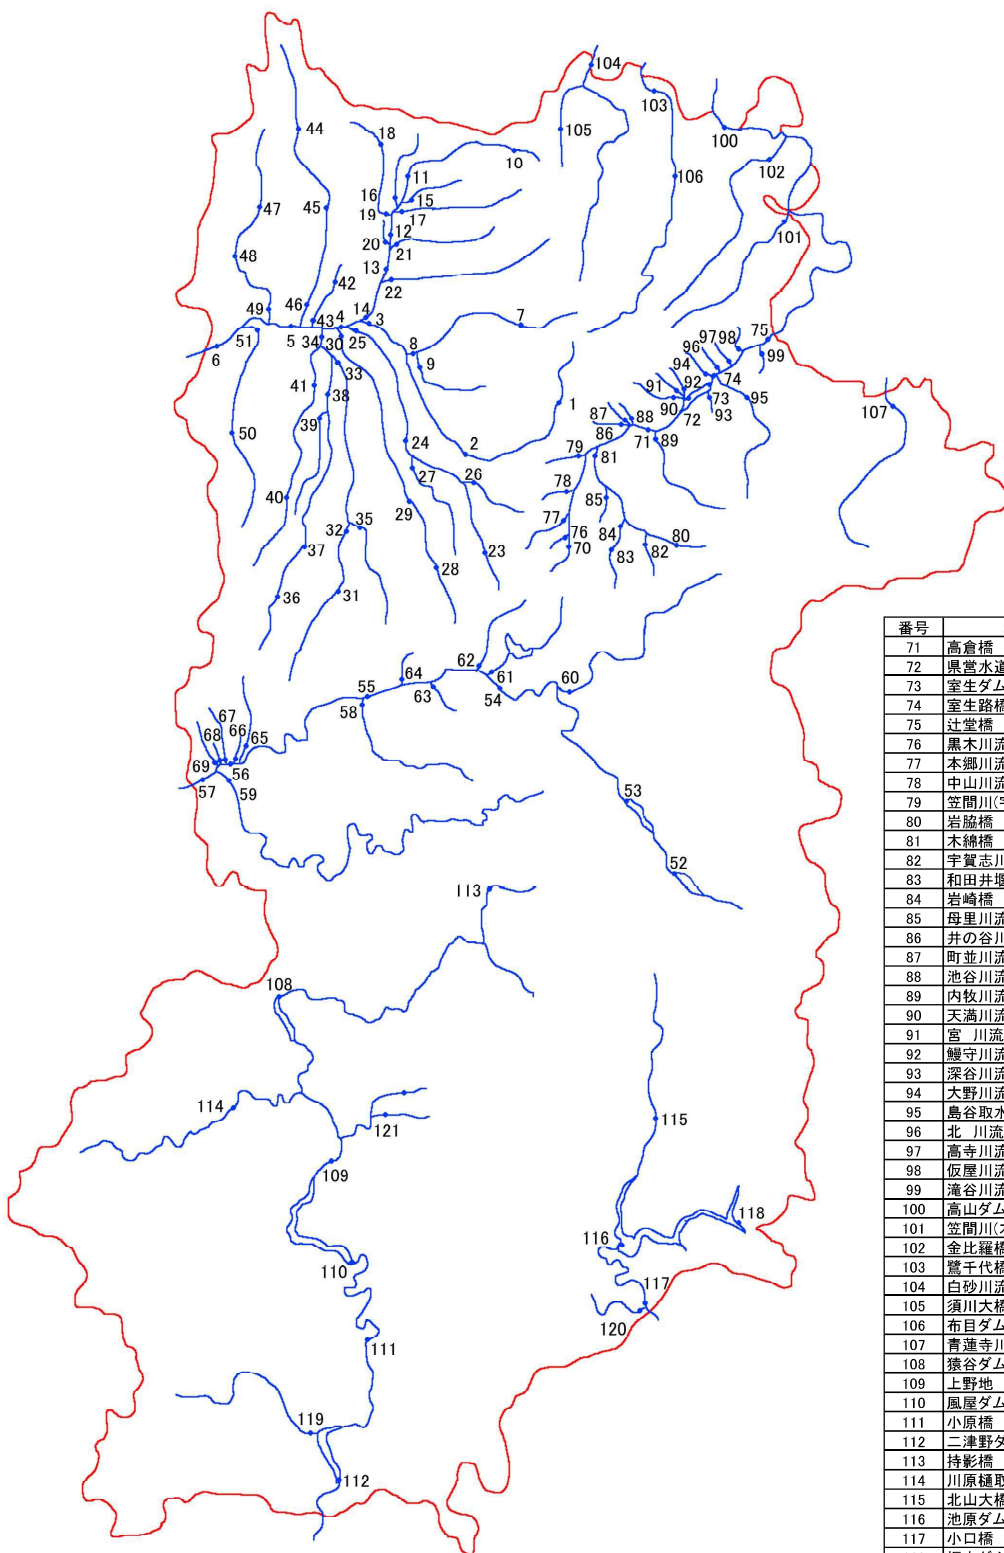 104
103
44
100
18
105
10
102
11
106
16
15
47
45
19
17
101
12
20
21
48
13
42
22
46
14
49
43
4
3
7
75
97
98
51
5
34
30
25
96
6
33
8
94
99
9
74
41
91
92
38
73
95
90
93
107
1
72
39
87
88
86
71
89
50
24
2
79
81
27
26
78
40
85
29
77
32
35
76
84
80
37
70
83
82
23
28
36
31
番号
71 高倉橋
62
72 県営水道
64
61
60
73 室生ダム
55
63
54
74 室生路橋
58
67
75 辻堂橋
68
66
65
76 黒木川流
69
56
77 本郷川流
57
59
78 中山川流
53
79 笠間川(宇
80 岩脇橋
81 木綿橋
52
82 宇賀志川
113
83 和田井堰
84 岩崎橋
85 母里川流
86 井の谷川
87 町並川流
108
88 池谷川流
89 内牧川流
90 天満川流
91 宮 川流
92 鰻守川流
93 深谷川流
114
94 大野川流
121
115
95 島谷取水
96 北 川流
109
97 高寺川流
98 仮屋川流
99 滝谷川流
118
100 高山ダム
116
101 笠間川(
110
102 金比羅橋
117
103 鷺千代橋
120
104 白砂川流
111
105 須川大橋
106 布目ダム
107 青蓮寺川
108 猿谷ダム
119
109 上野地
110 風屋ダム
111 小原橋
112
112 二津野ダ
113 持影橋
114 川原樋取
115 北山大橋
116 池原ダム
117 小口橋